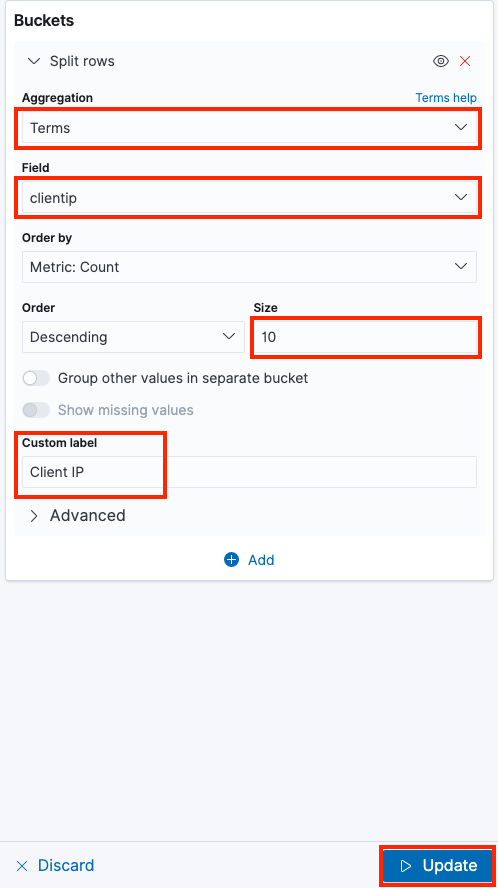 Buckets
Split rows
Aggregation Terms help
Terms
Field
clientip
Order by
Metric: Count
Order Size
Descending 10
Group other values in separate bucket
Show missing values
Custom label
Client IP
Advanced
Add
Discard Update